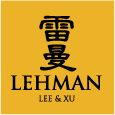 雷
曼
LEHMAN
LEE & XU